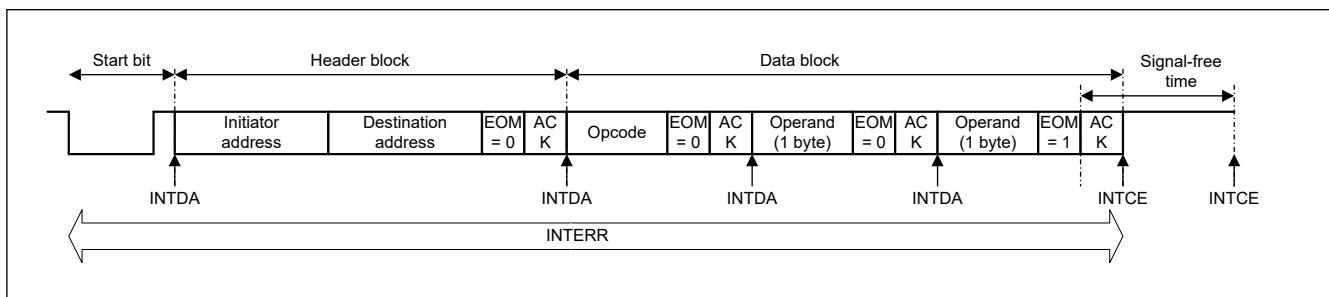 Start bit
Header block
Data block
Signal-free
time
Initiator
address
Destination
address
EOM
= 0
AC
K
Opcode
EOM
= 0
AC
K
Operand
(1 byte)
EOM
= 0
AC
K
Operand
(1 byte)
EOM
= 1
AC
K
INTDA
INTDA
INTDA
INTDA
INTCE
INTCE
INTERR